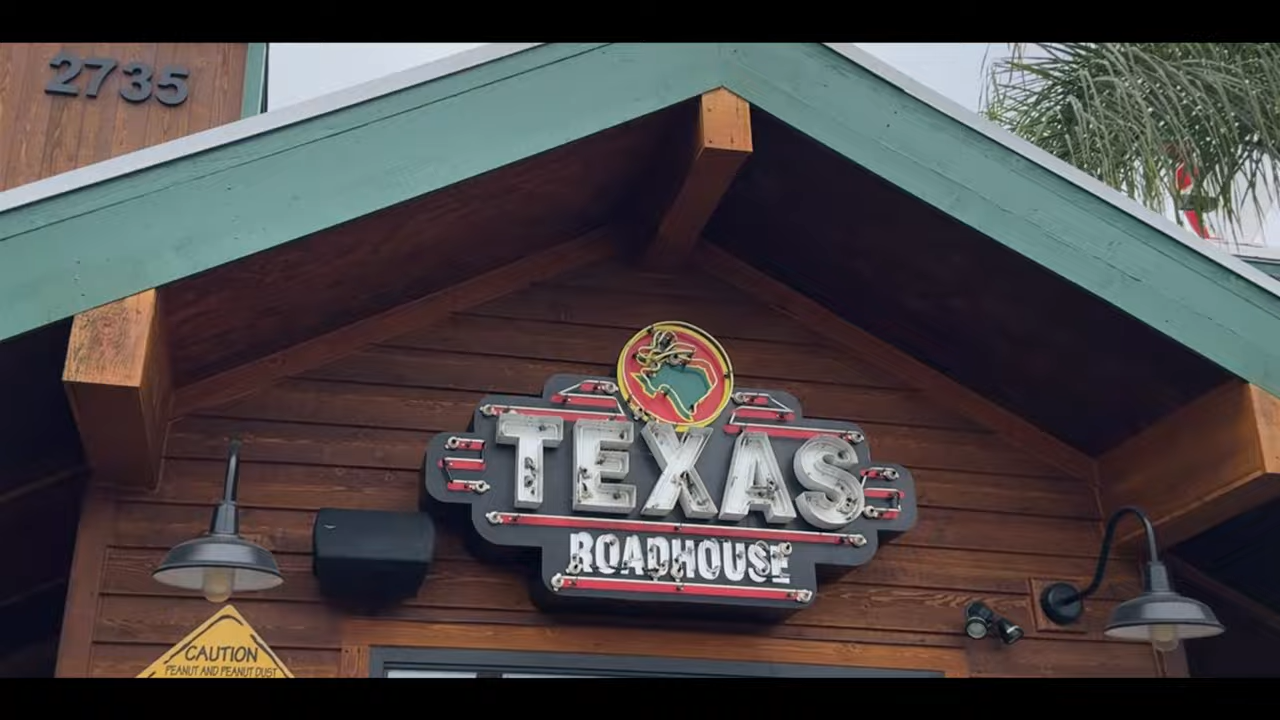 2735
TEXAS
ROADHOUSE
CAUTION
PEANUT AND PEANUT DUST